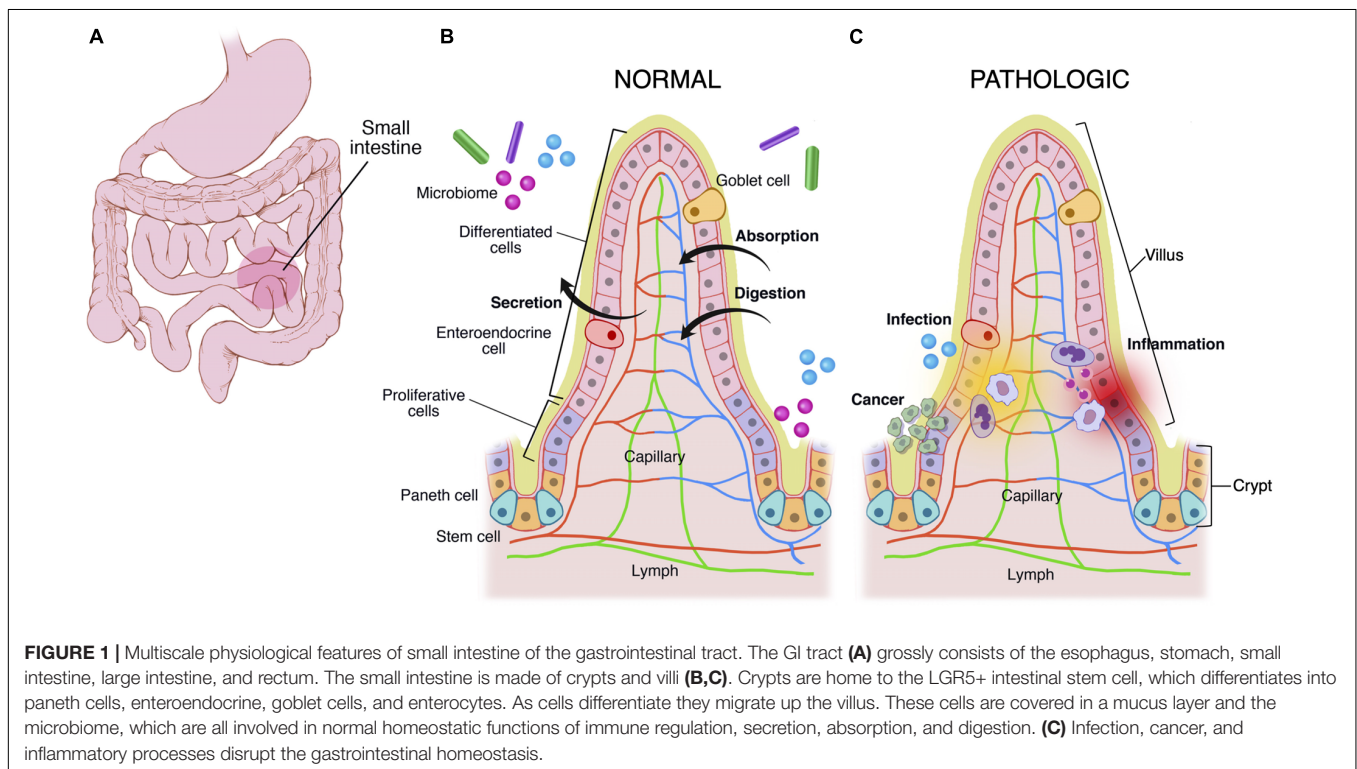 A
B
C
NORMAL
PATHOLOGIC
Small
intestine
Microbiome
Goblet cell
Differentiated
cells
Absorption
Villus
Secretion
Digestion
Enteroendocrine
cell
Infection
Inflammation
Proliferative
cells
Cancer
Capillary
Capillary
Paneth cell
Crypt
Stem cell
Lymph
Lymph
FIGURE 1 | Multiscale physiological features of small intestine of the gastrointestinal tract. The GI tract (A) grossly consists of the esophagus, stomach, small
intestine, large intestine, and rectum. The small intestine is made of crypts and villi (B,C). Crypts are home to the LGR5+ intestinal stem cell, which differentiates into
paneth cells, enteroendocrine, goblet cells, and enterocytes. As cells differentiate they migrate up the villus. These cells are covered in a mucus layer and the
microbiome, which are all involved in normal homeostatic functions of immune regulation, secretion, absorption, and digestion. (C) Infection, cancer, and
inflammatory processes disrupt the gastrointestinal homeostasis.